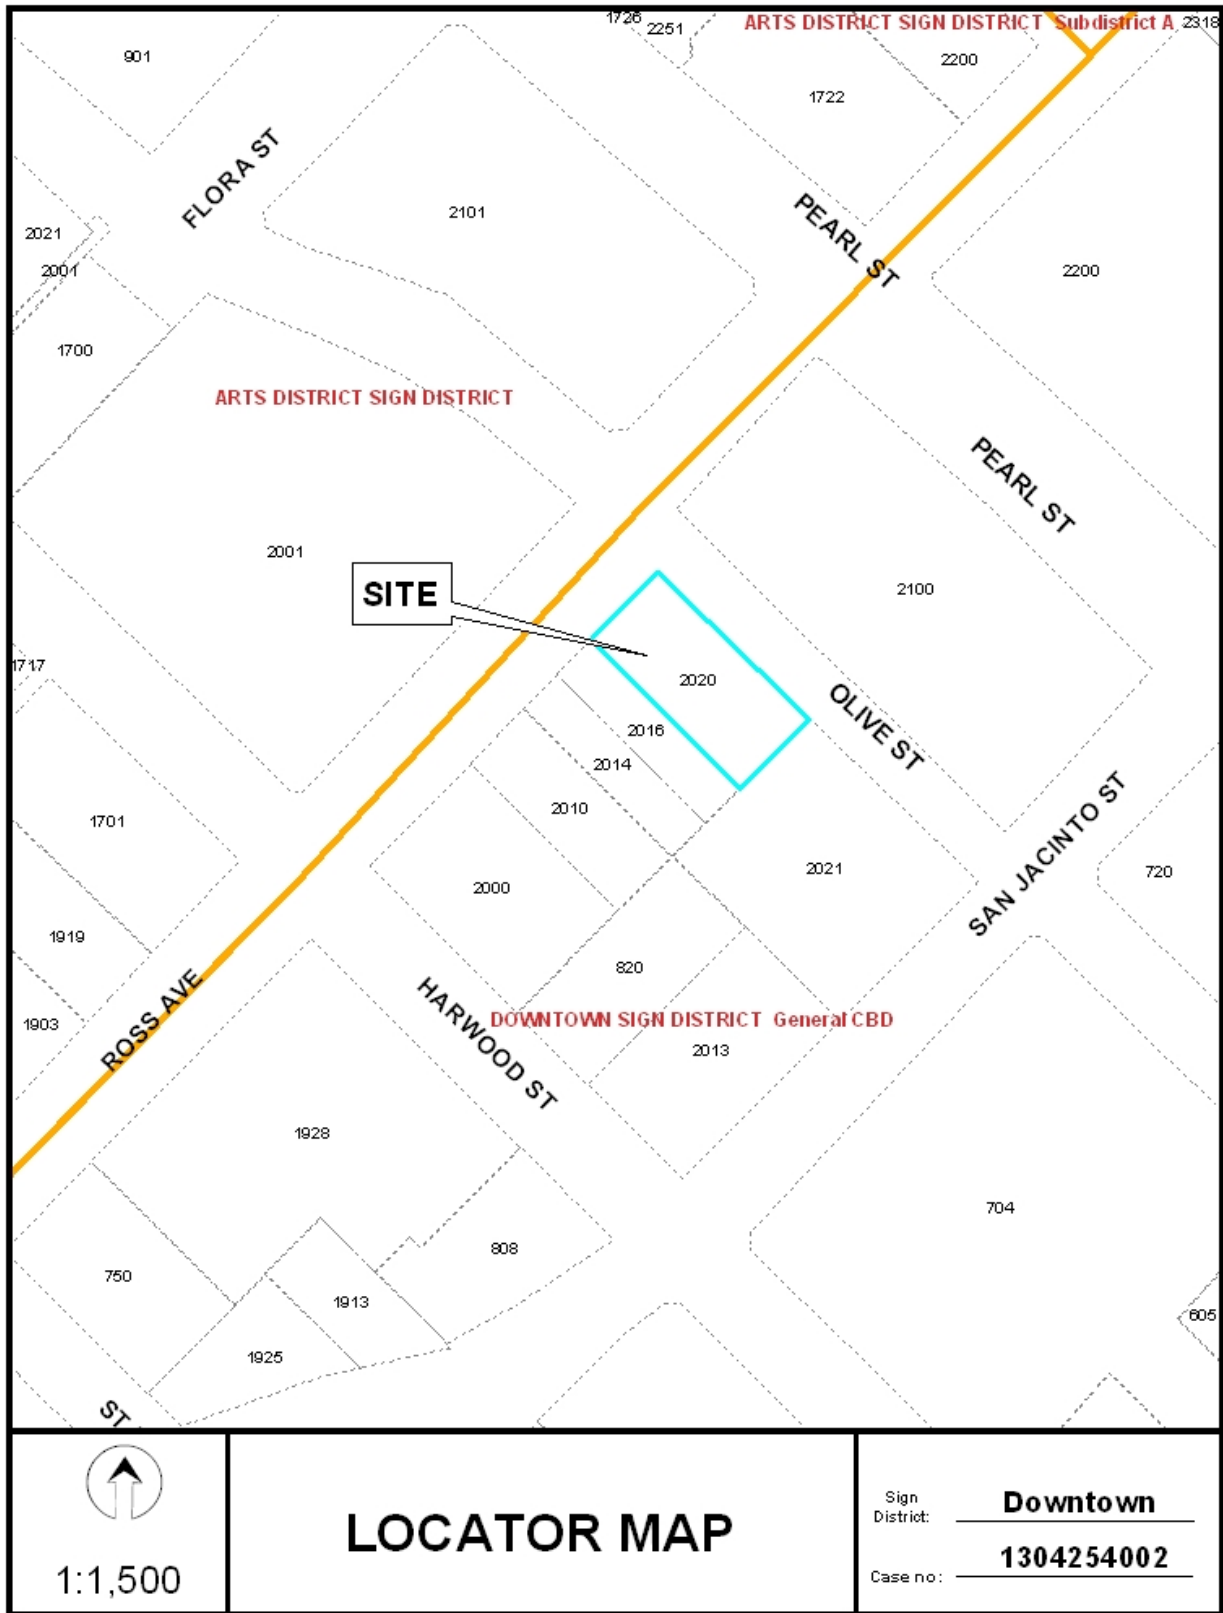 1726
2251
ARTS DISTRICT SIGN DISTRICT Subdistrict A
2318
901
2200
1722
FLORA ST
2101
PEARL ST
2021
2001
2200
1700
ARTS DISTRICT SIGN DISTRICT
PEARL ST
2001
SITE
2100
1717
2020
OLIVE ST
2016
2014
2010
1701
SAN JACINTO ST
2021
720
2000
1919
820
ROSS AVE
HARWOOD ST
1903
DOWNTOWN SIGN DISTRICT General CBD
2013
1928
704
808
750
1913
605
1925
ST
1:1,500
LOCATOR MAP
Sign
District:
Downtown
Case no:
1304254002